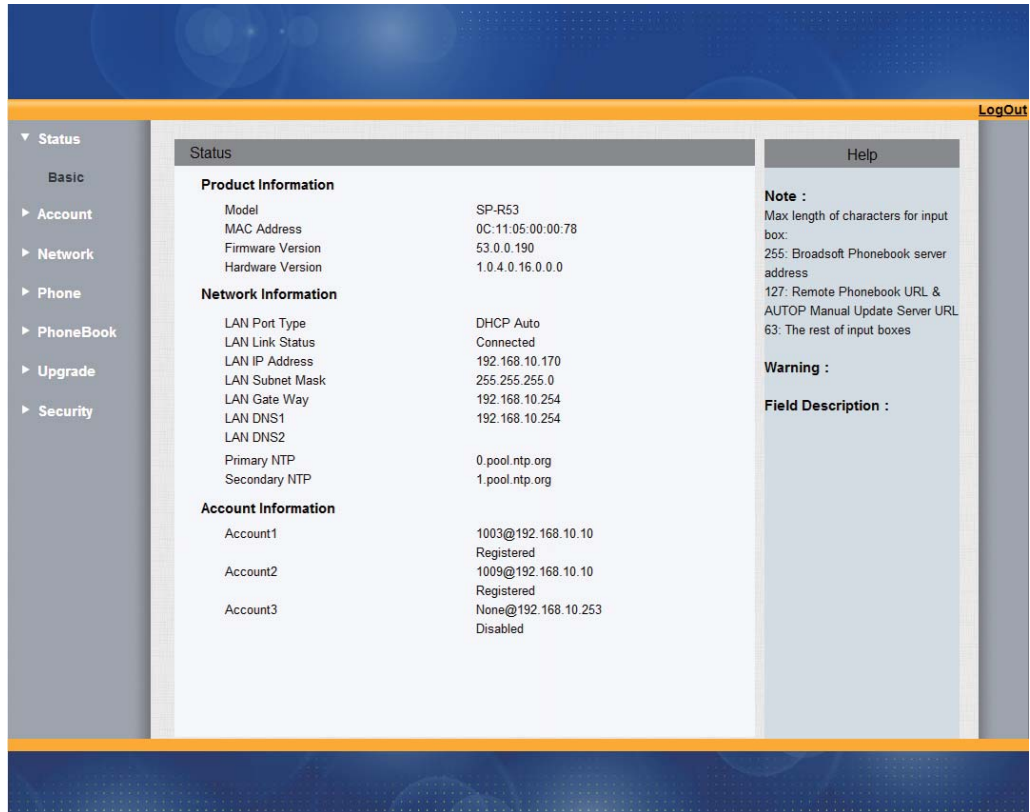 LogOut
Status
Basic
Account
Network
Phone
PhoneBook
Upgrade
Security
Status
Product Information
Model SP-R53
MAC Address 0C:11:05:00:00:78
Firmware Version 53.0.0.190
Hardware Version 1.0.4.0.16.0.0.0
Network Information
LAN Port Type DHCP Auto
LAN Link Status Connected
LAN IP Address 192.168.10.170
LAN Subnet Mask 255.255.255.0
LAN Gate Way 192.168.10.254
LAN DNS1 192.168.10.254
LAN DNS2
Primary NTP 0.pool.ntp.org
Secondary NTP 1.pool.ntp.org
Account Information
Account1 1003@192.168.10.10
Registered
Account2 1009@192.168.10.10
Registered
Account3 None@192.168.10.253
Disabled
Help
Note :
Max length of characters for input
box:
255: Broadsoft Phonebook server
address
127: Remote Phonebook URL &
AUTOP Manual Update Server URL
63: The rest of input boxes
Warning :
Field Description :